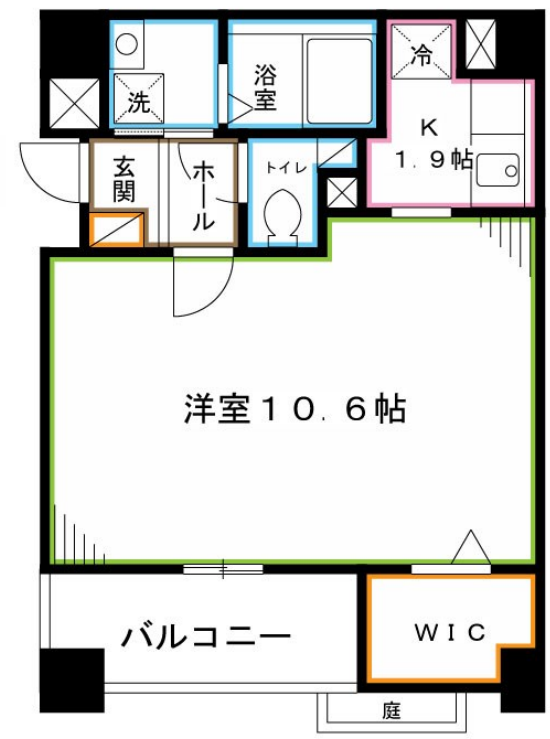 冷
洗
浴室
K
1.9帖
玄関
ホール
トイレ
洋室10.6帖
バルコニー
WIC
庭